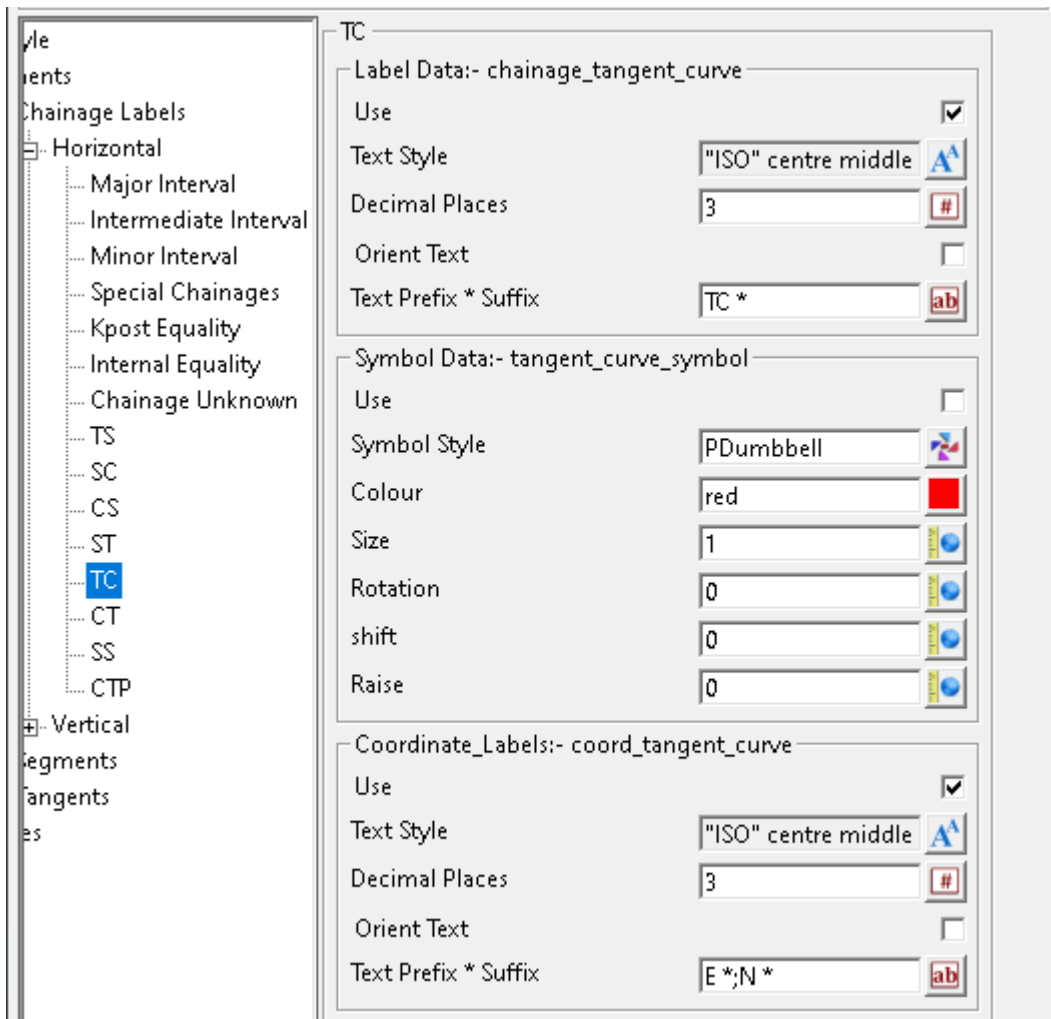 yle
Chainage Labels
Horizontal
Major Interval
Intermediate Interval
Minor Interval
Special Chainages
Kpost Equality
Internal Equality
Chainage Unknown
TS
SC
CS
ST
TC
CT
SS
CTP
Vertical
Segments
Tangents
es
TC
Label Data:- chainage_tangent_curve
Use
Text Style "ISO" centre middle
Decimal Places 3 #
Orient Text
Text Prefix * Suffix TC * ab
Symbol Data:- tangent_curve_symbol
Use
Symbol Style PDumbbell
Colour red
Size 1
Rotation 0
shift 0
Raise 0
Coordinate_Labels:- coord_tangent_curve
Use
Text Style "ISO" centre middle
Decimal Places 3 #
Orient Text
Text Prefix * Suffix E *;N * ab